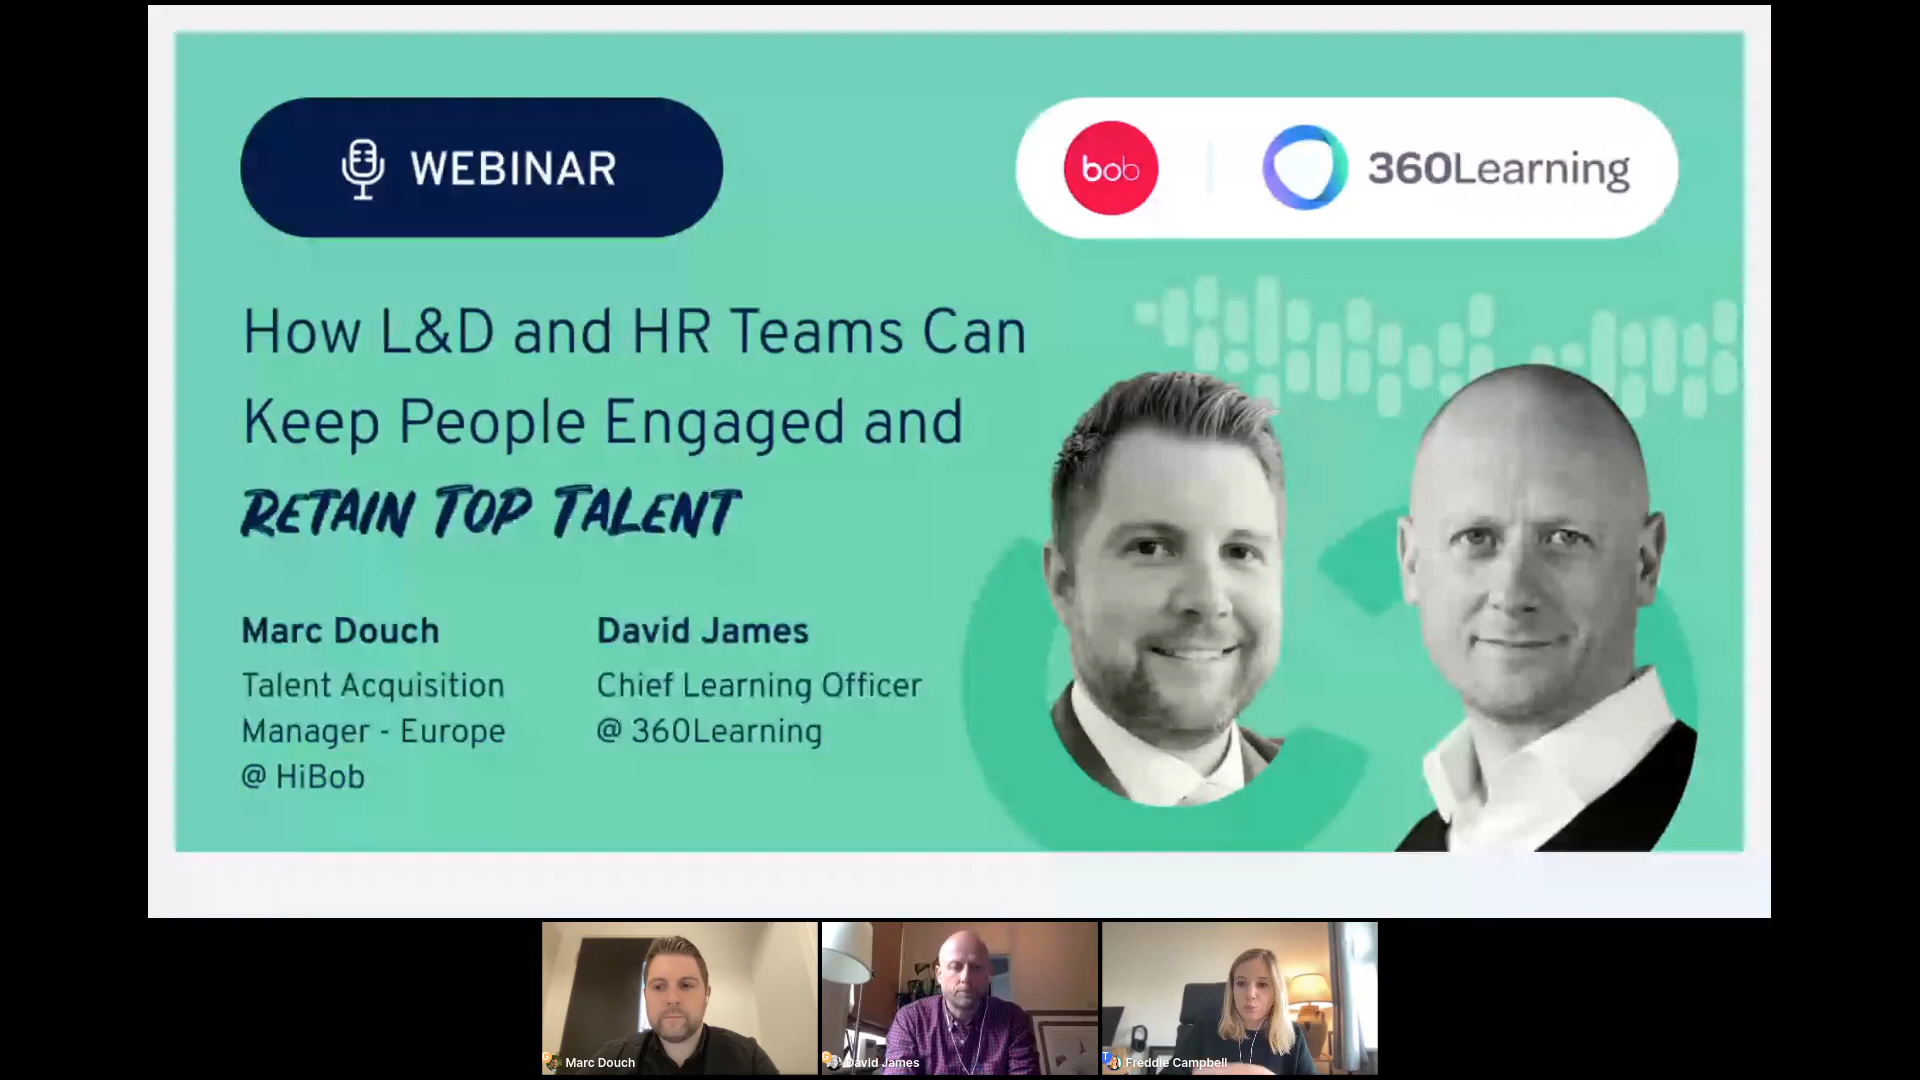 WEBINAR
bob
360Learning
How L&D and HR Teams Can
Keep People Engaged and
RETAIN TOP TALENT
Marc Douch
Talent Acquisition
Manager - Europe
@ HiBob
David James
Chief Learning Officer
@ 360Learning
Marc Douch
David James
Freddie Campbell